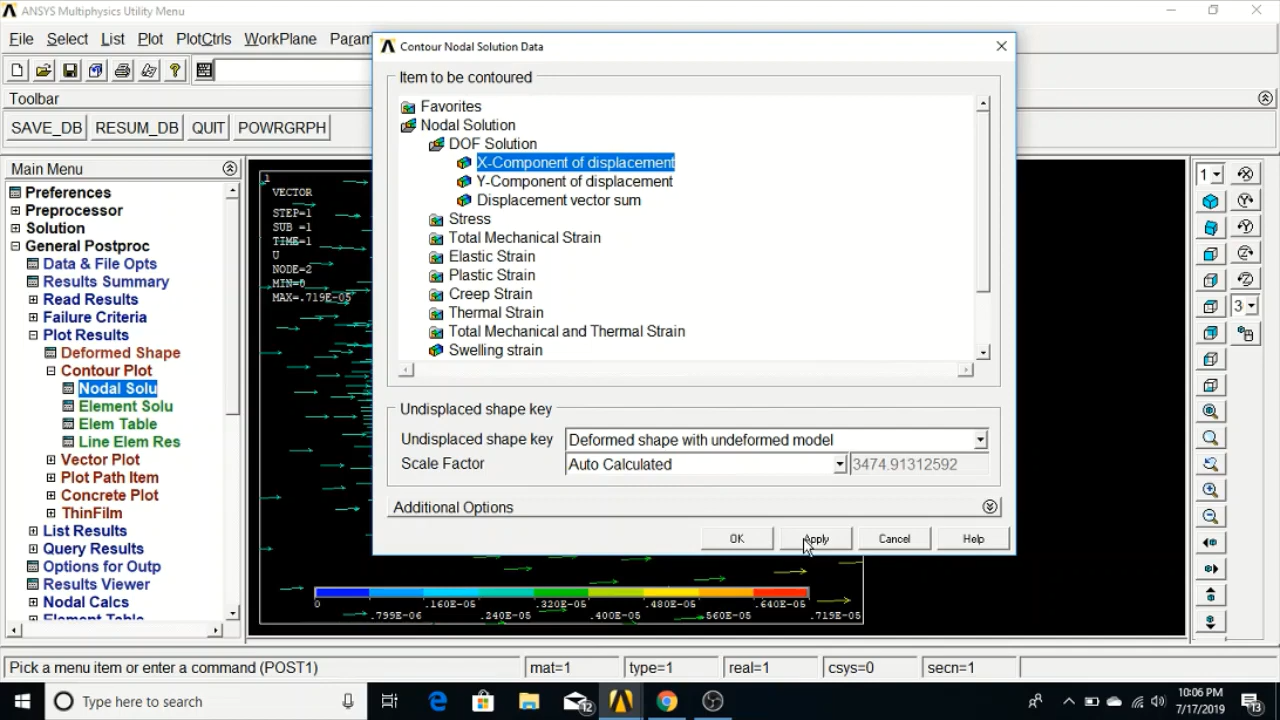 ANSYS Multiphysics Utility Menu
File Select List Plot PlotCtrls WorkPlane Param
Toolbar
SAVE_DB RESUM_DB QUIT POWRGRPH
Main Menu
Preferences
Preprocessor
Solution
General Postproc
Data & File Opts
Results Summary
Read Results
Failure Criteria
Plot Results
Deformed Shape
Contour Plot
Nodal Solu
Element Solu
Elem Table
Line Elem Res
Vector Plot
Plot Path Item
Concrete Plot
ThinFilm
List Results
Query Results
Options for Outp
Results Viewer
Nodal Calcs
Element Table
1
VECTOR
STEP=1
SUB =1
TIME=1
U
NODE=2
MIN=0
MAX=.719E-05
Contour Nodal Solution Data
Item to be contoured
Favorites
Nodal Solution
DOF Solution
X-Component of displacement
Y-Component of displacement
Displacement vector sum
Stress
Total Mechanical Strain
Elastic Strain
Plastic Strain
Creep Strain
Thermal Strain
Total Mechanical and Thermal Strain
Swelling strain
Undisplaced shape key
Undisplaced shape key Deformed shape with undeformed model
Scale Factor Auto Calculated 3474.91312592
Additional Options
OK Apply Cancel Help
0 .160E-05 .320E-05 .480E-05 .640E-05
.799E-06 .240E-05 .400E-05 .560E-05 .719E-05
1
3
Pick a menu item or enter a command (POST1) mat=1 type=1 real=1 csys=0 secn=1
Type here to search
12
10:06 PM
7/17/2019
13